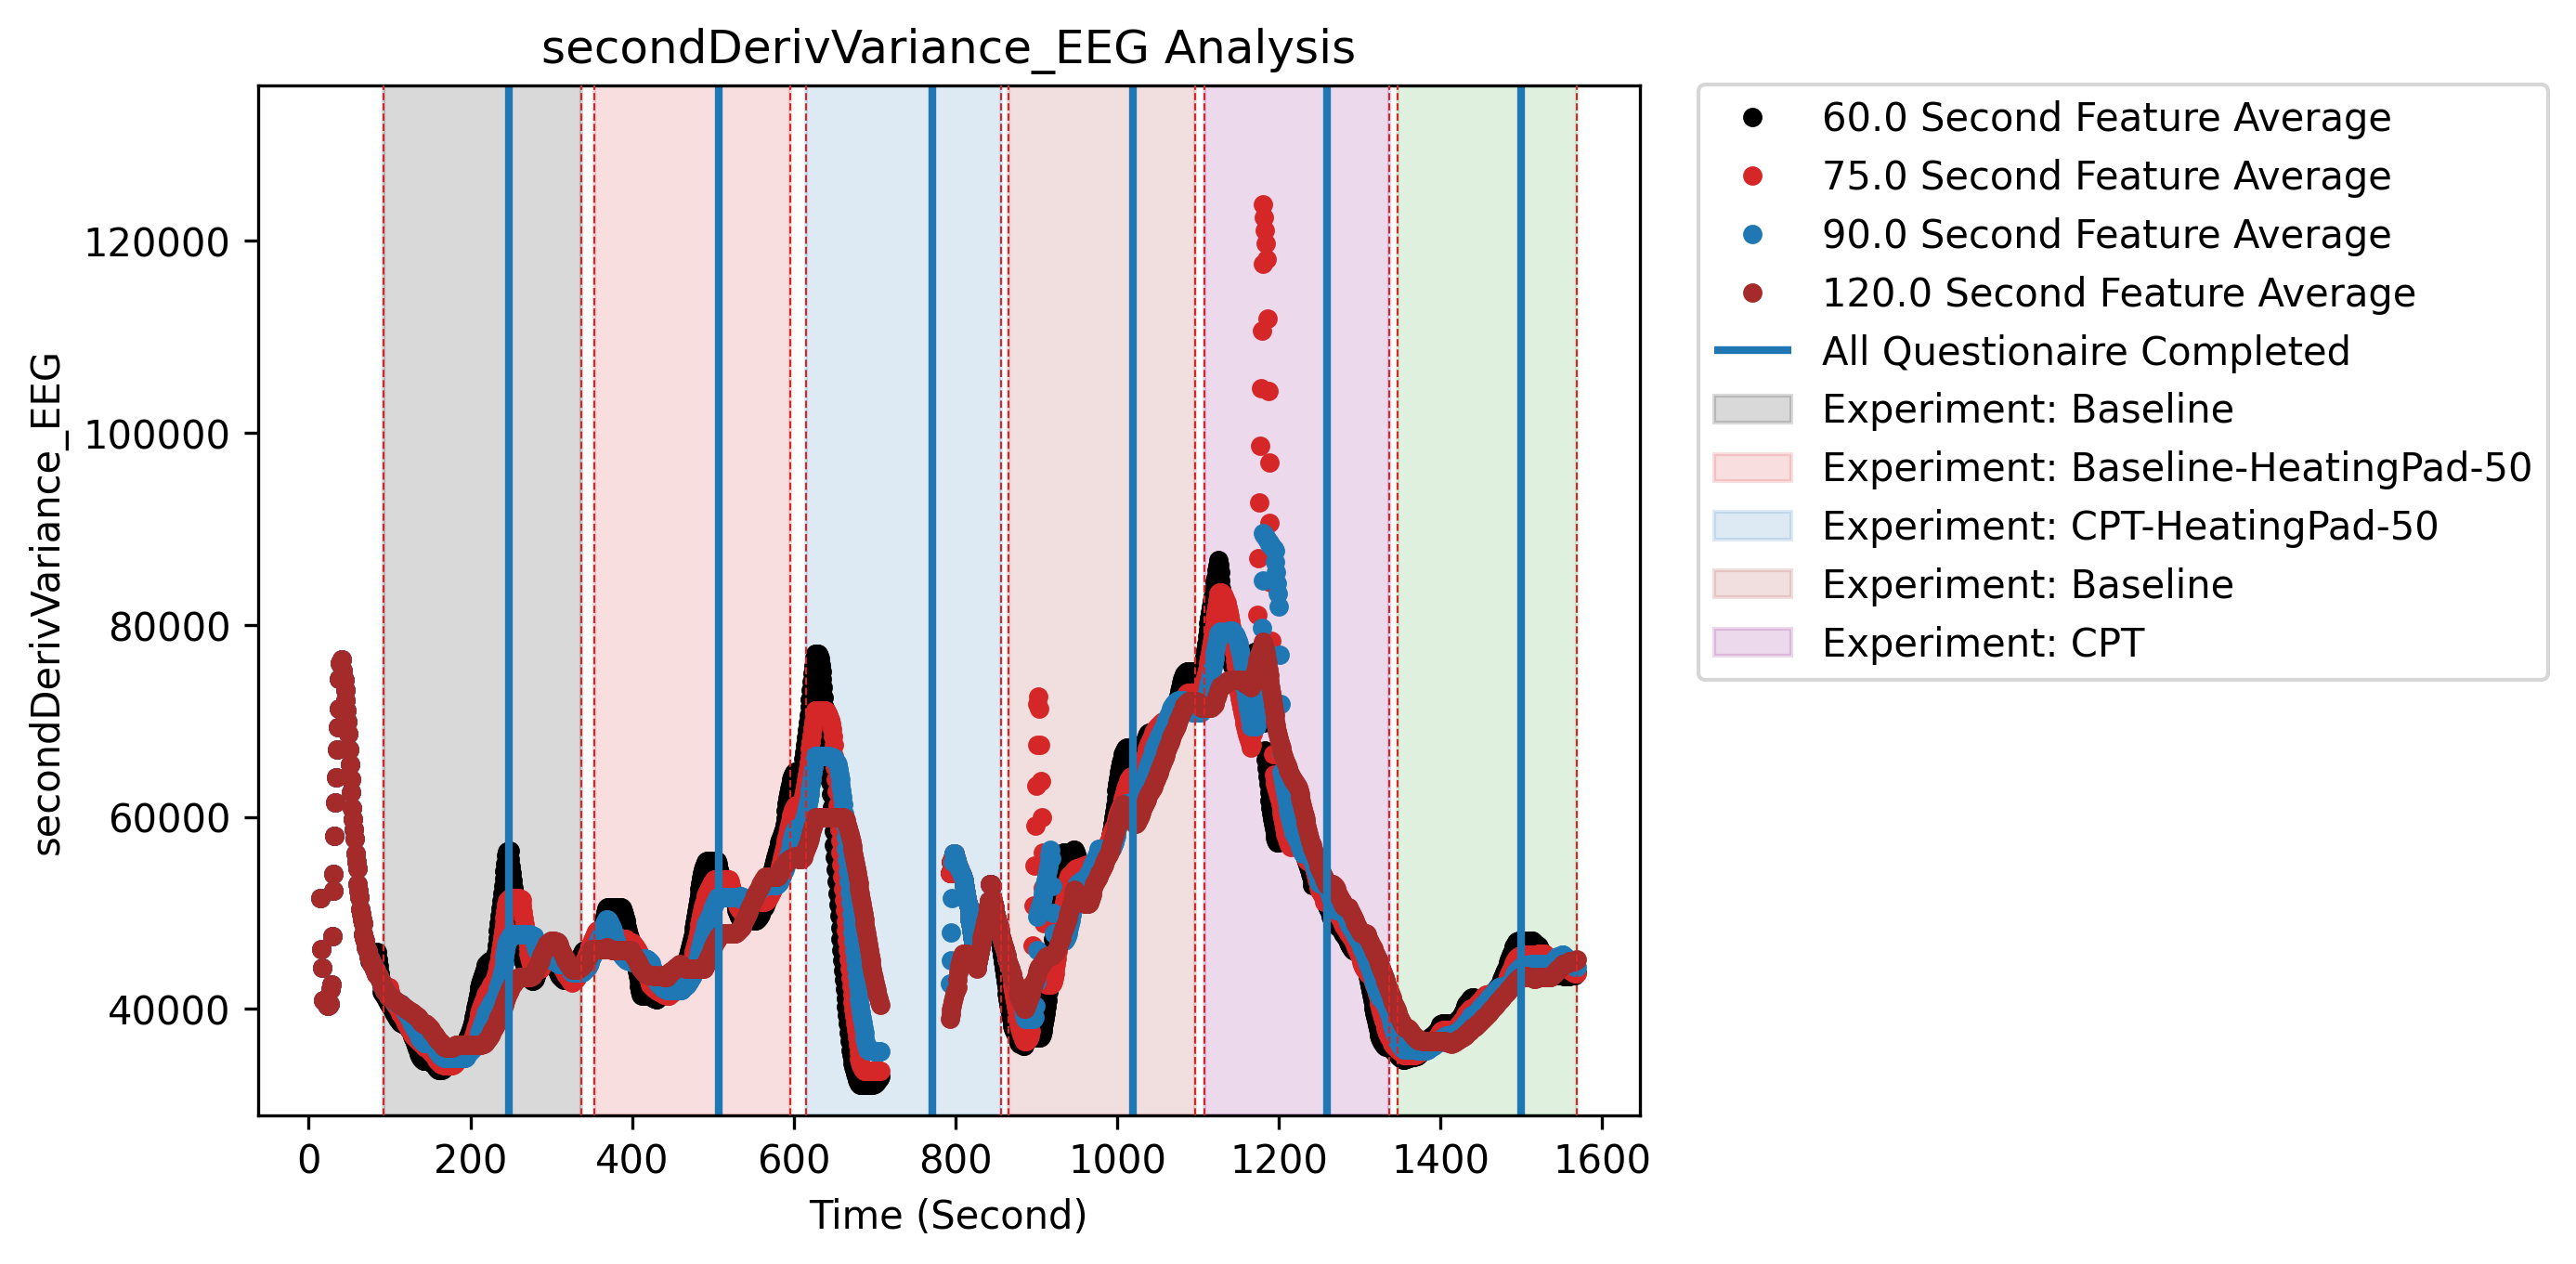 secondDerivVariance_EEG Analysis
secondDerivVariance_EEG
120000
100000
80000
60000
40000
0 200 400 600 800 1000 1200 1400 1600
Time (Second)
60.0 Second Feature Average
75.0 Second Feature Average
90.0 Second Feature Average
120.0 Second Feature Average
All Questionaire Completed
Experiment: Baseline
Experiment: Baseline-HeatingPad-50
Experiment: CPT-HeatingPad-50
Experiment: Baseline
Experiment: CPT